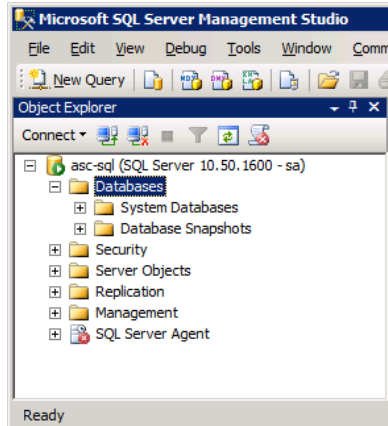 Microsoft SQL Server Management Studio
File Edit View Debug Tools Window
New Query MDX DMX
Object Explorer
Connect
asc-sql (SQL Server 10.50.1600 - sa)
Databases
System Databases
Database Snapshots
Security
Server Objects
Replication
Management
SQL Server Agent
Ready